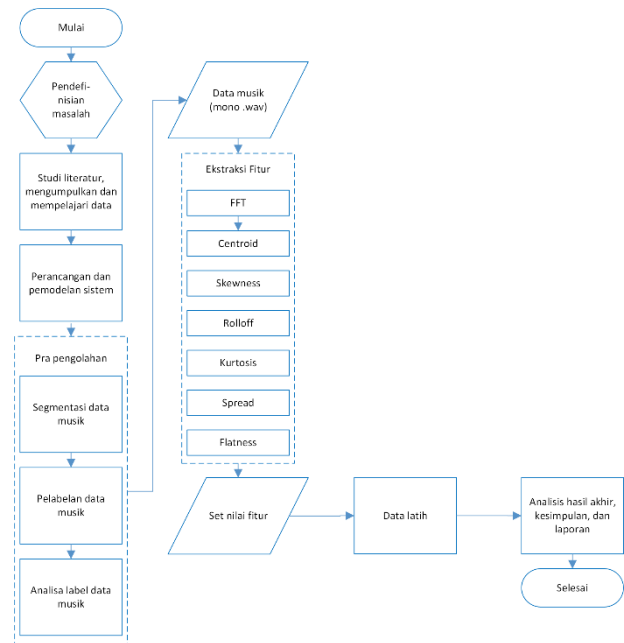 Mulai
Pendefi-
nisian
masalah
Studi literatur,
mengumpulkan dan
mempelajari data
Perancangan dan
pemodelan sistem
Pra pengolahan
Segmentasi data
musik
Pelabelan data
musik
Analisa label data
musik
Data musik
(mono .wav)
Ekstraksi Fitur
FFT
Centroid
Skewness
Rolloff
Kurtosis
Spread
Flatness
Set nilai fitur
Data latih
Analisis hasil akhir,
kesimpulan, dan
laporan
Selesai